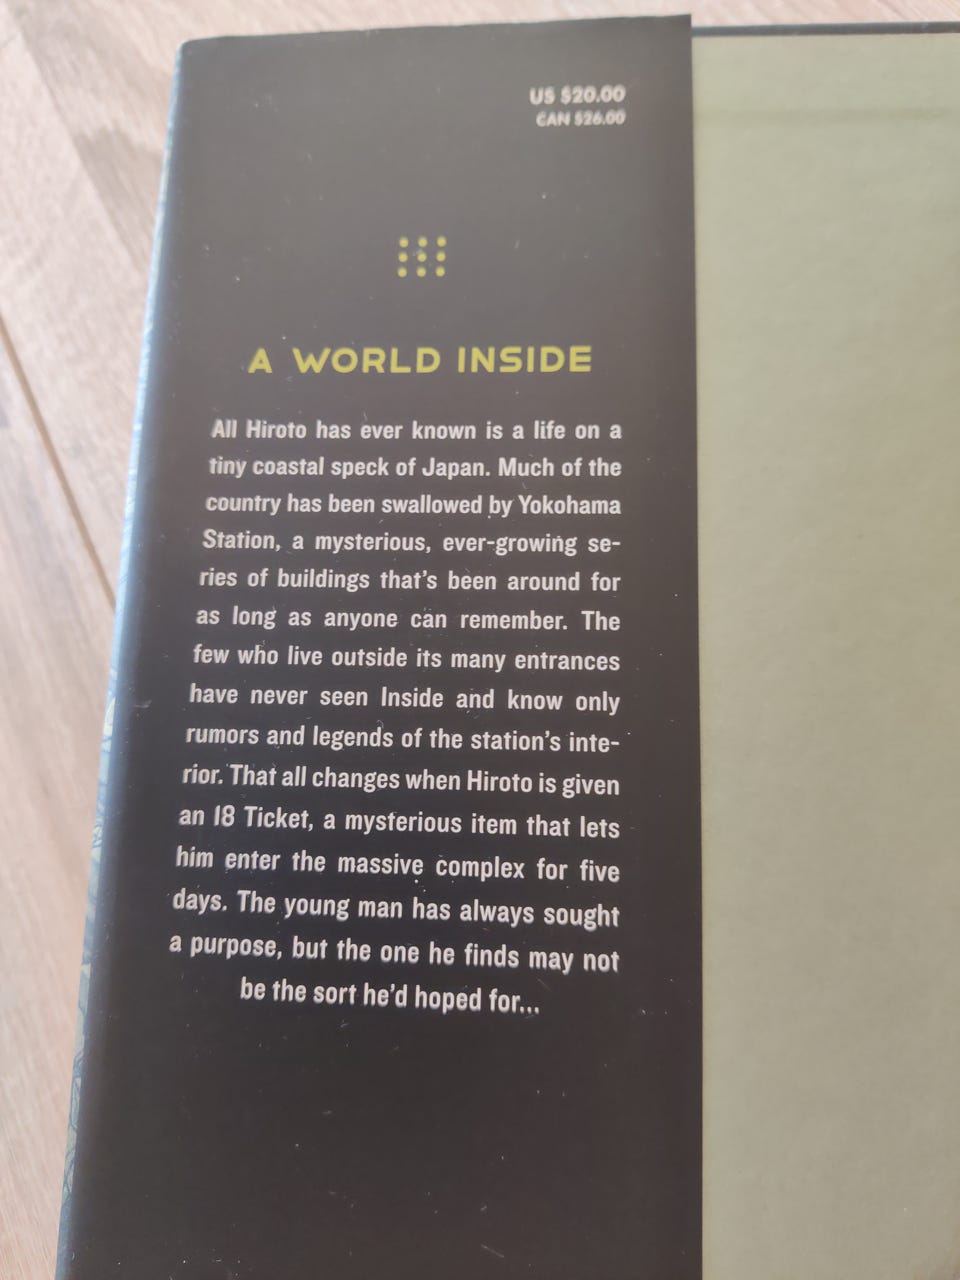 US $20.00
CAN $26.00
A WORLD INSIDE
All Hiroto has ever known is a life on a
tiny coastal speck of Japan. Much of the
country has been swallowed by Yokohama
Station, a mysterious, ever-growing se-
ries of buildings that's been around for
as long as anyone can remember. The
few who live outside its many entrances
have never seen Inside and know only
rumors and legends of the station's inte-
rior. That all changes when Hiroto is given
an 18 Ticket, a mysterious item that lets
him enter the massive complex for five
days. The young man has always sought
a purpose, but the one he finds may not
be the sort he'd hoped for...